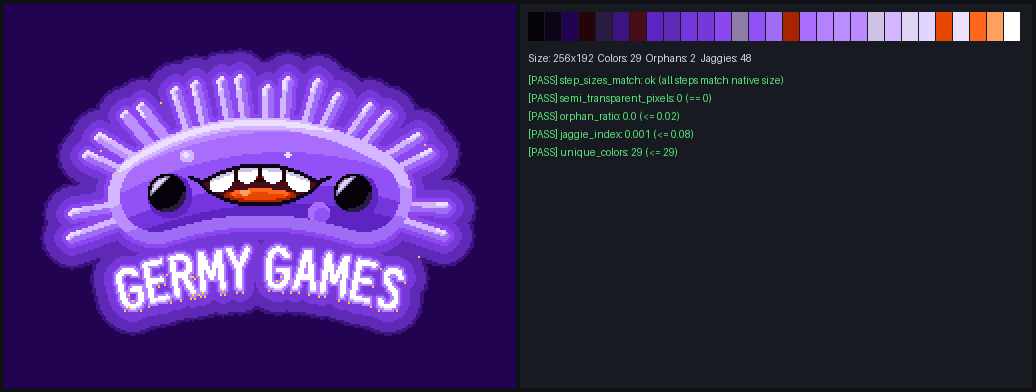 Size: 256x192 Colors: 29 Orphans: 2 Jaggies: 48
[PASS] step_sizes_match: ok (all steps match native size)
[PASS] semi_transparent_pixels: 0 (== 0)
[PASS] orphan_ratio: 0.0 (<= 0.02)
[PASS] jaggie_index: 0.001 (<= 0.08)
[PASS] unique_colors: 29 (<= 29)
GERMY GAMES